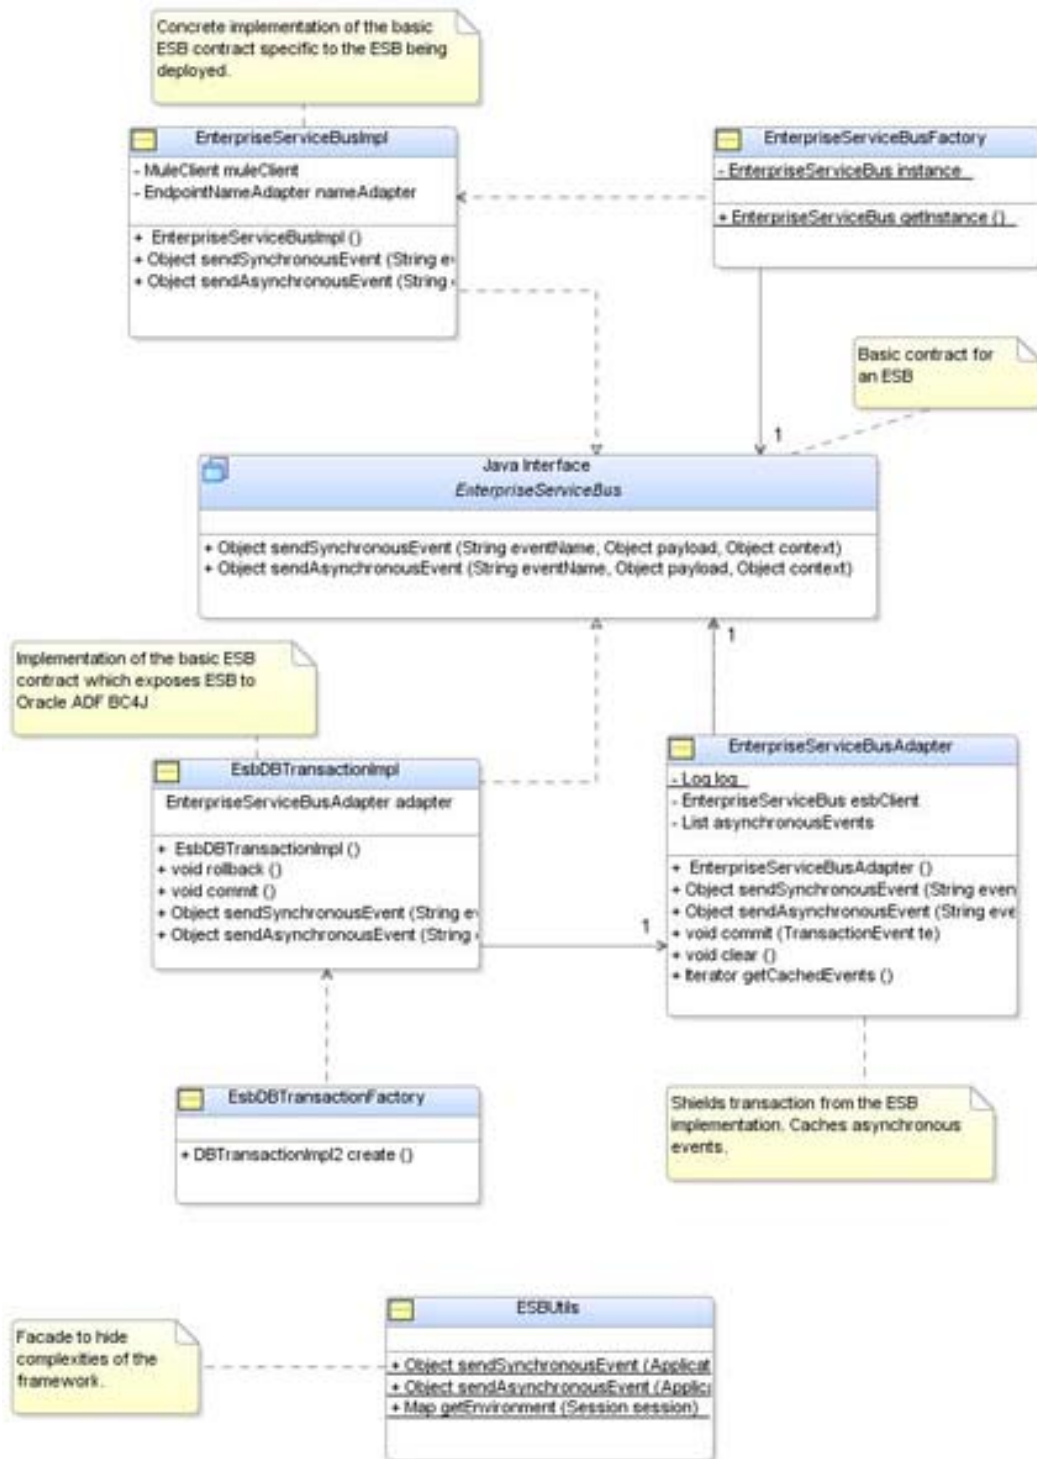 Concrete implementation of the basic
ESB contract specific to the ESB being
deployed.
EnterpriseServiceBusImpl
- MuleClient muleClient
- EndpointNameAdapter nameAdapter
+ EnterpriseServiceBusImpl ()
+ Object sendSynchronousEvent (String ev
+ Object sendAsynchronousEvent (String
EnterpriseServiceBusFactory
- EnterpriseServiceBus instance
+ EnterpriseServiceBus getInstance ()
Basic contract for
an ESB
1
Java Interface
EnterpriseServiceBus
+ Object sendSynchronousEvent (String eventName, Object payload, Object context)
+ Object sendAsynchronousEvent (String eventName, Object payload, Object context)
1
Implementation of the basic ESB
contract which exposes ESB to
Oracle ADF BC4J
EsbDBTransactionImpl
EnterpriseServiceBusAdapter adapter
+ EsbDBTransactionImpl ()
+ void rollback ()
+ void commit ()
+ Object sendSynchronousEvent (String ev
+ Object sendAsynchronousEvent (String
1
EnterpriseServiceBusAdapter
- Log log
- EnterpriseServiceBus esbClient
- List asynchronousEvents
+ EnterpriseServiceBusAdapter ()
+ Object sendSynchronousEvent (String even
+ Object sendAsynchronousEvent (String eve
+ void commit (TransactionEvent te)
+ void clear ()
+ Iterator getCachedEvents ()
EsbDBTransactionFactory
+ DBTransactionImpl2 create ()
Shields transaction from the ESB
implementation. Caches asynchronous
events.
Facade to hide
complexities of the
framework.
ESBUtils
+ Object sendSynchronousEvent (Applicat
+ Object sendAsynchronousEvent (Applic
+ Map getEnvironment (Session session)